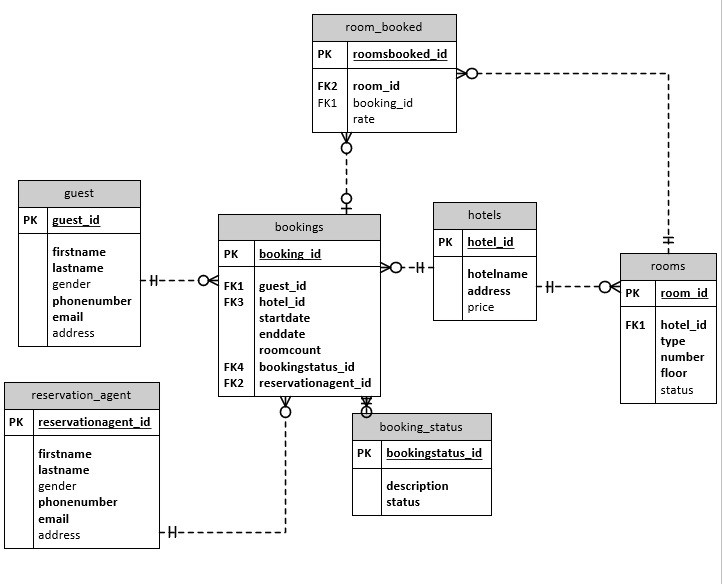 room_booked
PK roomsbooked_id
FK2 room_id
FK1 booking_id
rate
guest
PK guest_id
firstname
lastname
gender
phonenumber
email
address
bookings
PK booking_id
FK1 guest_id
FK3 hotel_id
startdate
enddate
roomcount
FK4 bookingstatus_id
FK2 reservationagent_id
hotels
PK hotel_id
hotelname
address
price
rooms
PK room_id
FK1 hotel_id
type
number
floor
status
reservation_agent
PK reservationagent_id
firstname
lastname
gender
phonenumber
email
address
booking_status
PK bookingstatus_id
description
status